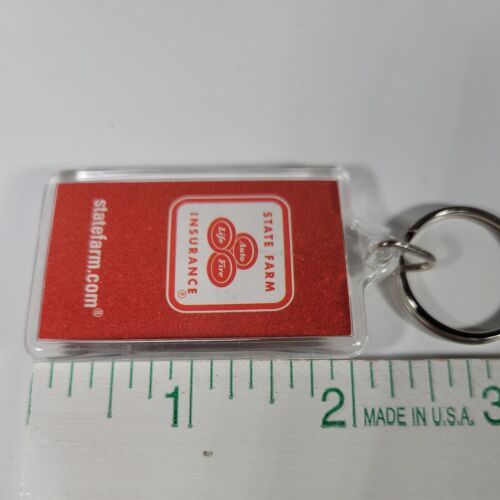 STATE FARM
Auto
Life Fire
INSURANCE®
statefarm.com®
1 2 MADE IN U.S.A. 3